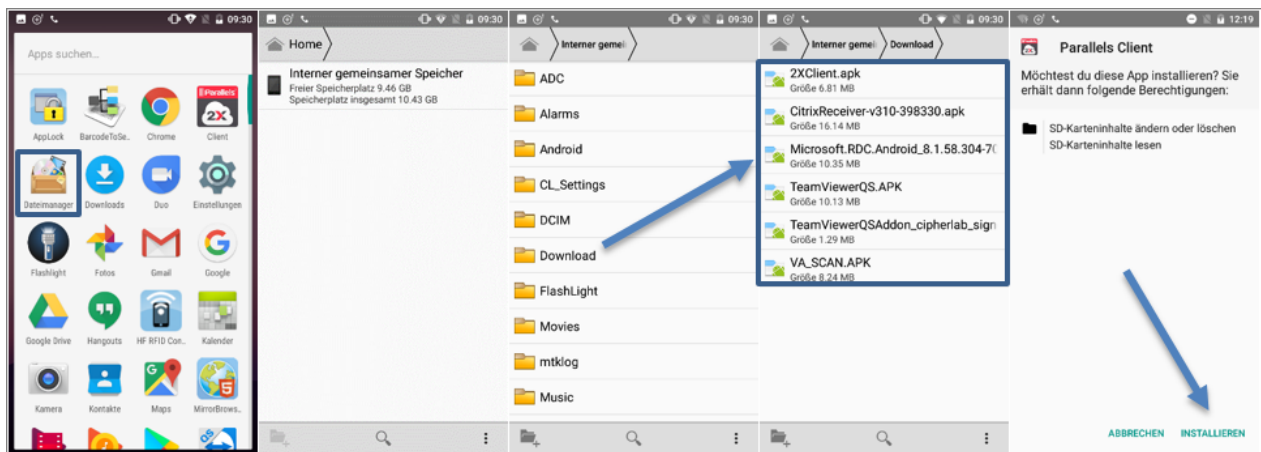 09:30
Apps suchen...
Parallels
2X
AppLock BarcodeToSe.. Chrome Client
Dateimanager Downloads Duo Einstellungen
G
Flashlight Fotos Gmail Google
Google Drive Hangouts HF RFID Con.. Kalender
G
5
Kamera Kontakte Maps MirrorBrows..
09:30
Home
Interner gemeinsamer Speicher
Freier Speicherplatz 9.46 GB
Speicherplatz insgesamt 10.43 GB
09:30
Interner gemei
ADC
Alarms
Android
CL_Settings
DCIM
Download
FlashLight
Movies
mtklog
Music
09:30
Interner gemei Download
2XClient.apk
Größe 6.81 MB
CitrixReceiver-v310-398330.apk
Größe 16.14 MB
Microsoft.RDC.Android_8.1.58.304-7(
Größe 10.35 MB
TeamViewerQS.APK
Größe 10.13 MB
TeamViewerQSAddon_cipherlab_sign
Größe 1.29 MB
VA_SCAN.APK
Größe 8.24 MB
12:19
Parallels Client
Möchtest du diese App installieren? Sie
erhält dann folgende Berechtigungen:
SD-Karteninhalte ändern oder löschen
SD-Karteninhalte lesen
ABBRECHEN INSTALLIEREN